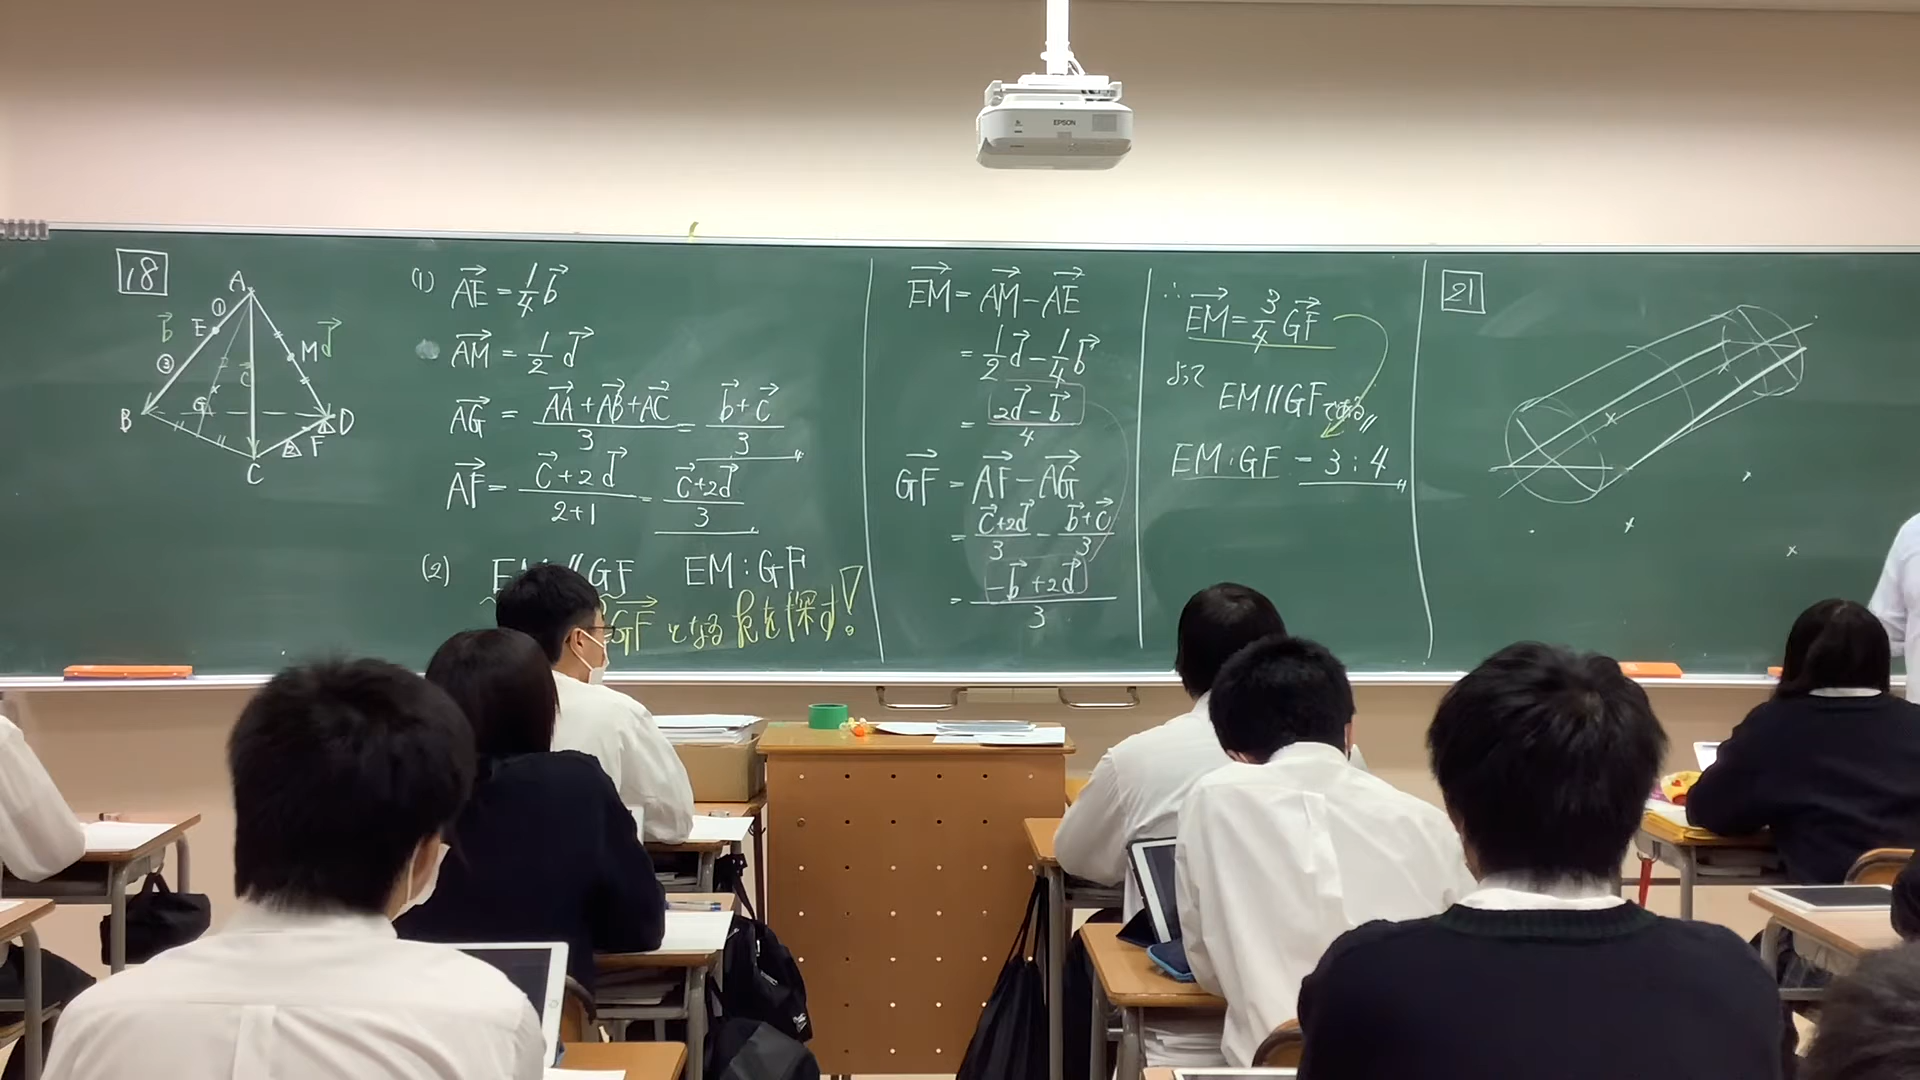 EPSON
18
A
①
b⃗
E
M
d⃗
③
c⃗
B
G
D
△2
F
△1
C
(1) AE⃗ = 1/4 b⃗
AM⃗ = 1/2 d⃗
AG⃗ = (AA⃗ + AB⃗ + AC⃗)/3 = (b⃗ + c⃗)/3
AF⃗ = (c⃗ + 2d⃗)/(2+1) = (c⃗ + 2d⃗)/3
(2) EM // GF EM : GF
GF⃗ となる kを探す!
EM⃗ = AM⃗ - AE⃗
= 1/2 d⃗ - 1/4 b⃗
= (2d⃗ - b⃗)/4
GF⃗ = AF⃗ - AG⃗
= (c⃗ + 2d⃗)/3 - (b⃗ + c⃗)/3
= (-b⃗ + 2d⃗)/3
∴ EM⃗ = 3/4 GF⃗
よって
EM // GF である //
EM : GF = 3 : 4
21